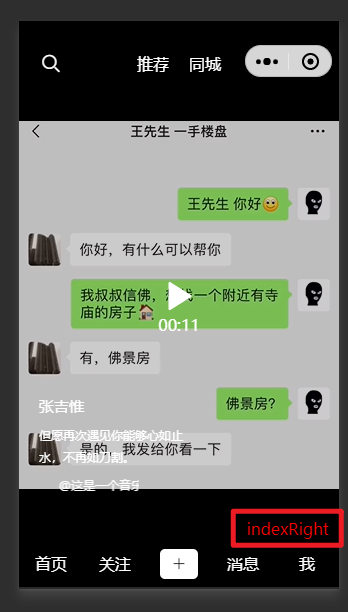 推荐 同城
王先生 一手楼盘
王先生 你好
你好，有什么可以帮你
我叔叔信佛，想找一个附近有寺
庙的房子
00:11
有，佛景房
佛景房？
张吉惟
是的，我发给你看一下
但愿再次遇见你能够心如止
水，不再如刀割。
@这是一个音乐
indexRight
首页 关注 + 消息 我